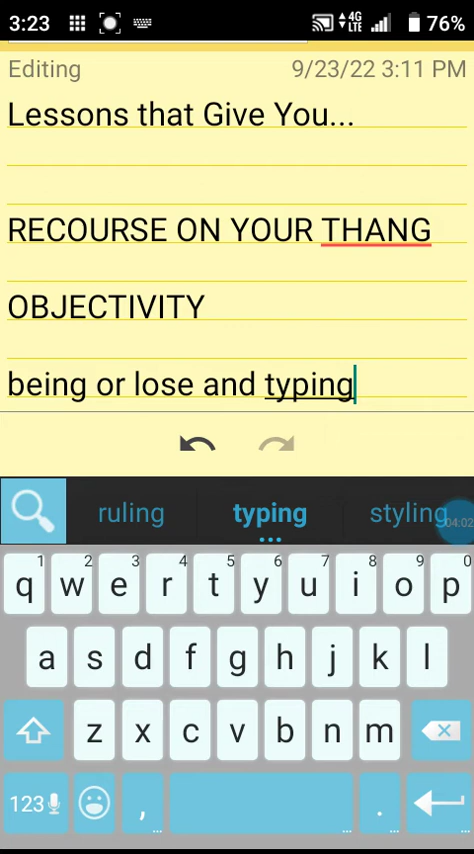 3:23 4G LTE 76%
Editing 9/23/22 3:11 PM
Lessons that Give You...
RECOURSE ON YOUR THANG
OBJECTIVITY
being or lose and typing
ruling typing styling 04:02
...
q 1 w 2 e 3 r 4 t 5 y 6 u 7 i 8 o 9 p 0
a s d f g h j k l
z x c v b n m
123 , ... ... . ... ...